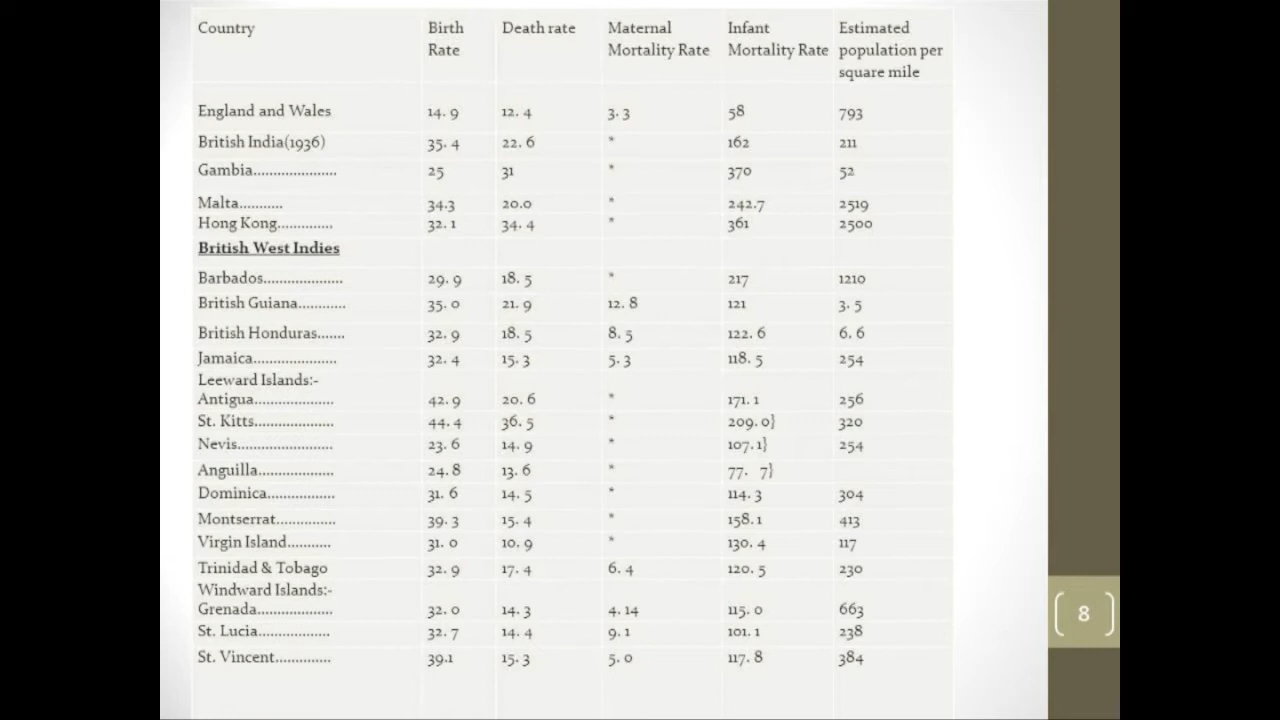 Country Birth Rate Death rate Maternal Mortality Rate Infant Mortality Rate Estimated population per square mile
England and Wales 14. 9 12. 4 3. 3 58 793
British India(1936) 35. 4 22. 6 * 162 211
Gambia..................... 25 31 * 370 52
Malta........... 34.3 20.0 * 242.7 2519
Hong Kong.............. 32. 1 34. 4 * 361 2500
British West Indies
Barbados.................... 29. 9 18. 5 * 217 1210
British Guiana............ 35. 0 21. 9 12. 8 121 3. 5
British Honduras....... 32. 9 18. 5 8. 5 122. 6 6. 6
Jamaica..................... 32. 4 15. 3 5. 3 118. 5 254
Leeward Islands:-
Antigua.................... 42. 9 20. 6 * 171. 1 256
St. Kitts.................... 44. 4 36. 5 * 209. 0} 320
Nevis........................ 23. 6 14. 9 * 107. 1} 254
Anguilla................... 24. 8 13. 6 * 77. 7}
Dominica................. 31. 6 14. 5 * 114. 3 304
Montserrat............... 39. 3 15. 4 * 158. 1 413
Virgin Island........... 31. 0 10. 9 * 130. 4 117
Trinidad & Tobago 32. 9 17. 4 6. 4 120. 5 230
Windward Islands:-
Grenada................... 32. 0 14. 3 4. 14 115. 0 663
St. Lucia.................. 32. 7 14. 4 9. 1 101. 1 238
St. Vincent.............. 39.1 15. 3 5. 0 117. 8 384
8